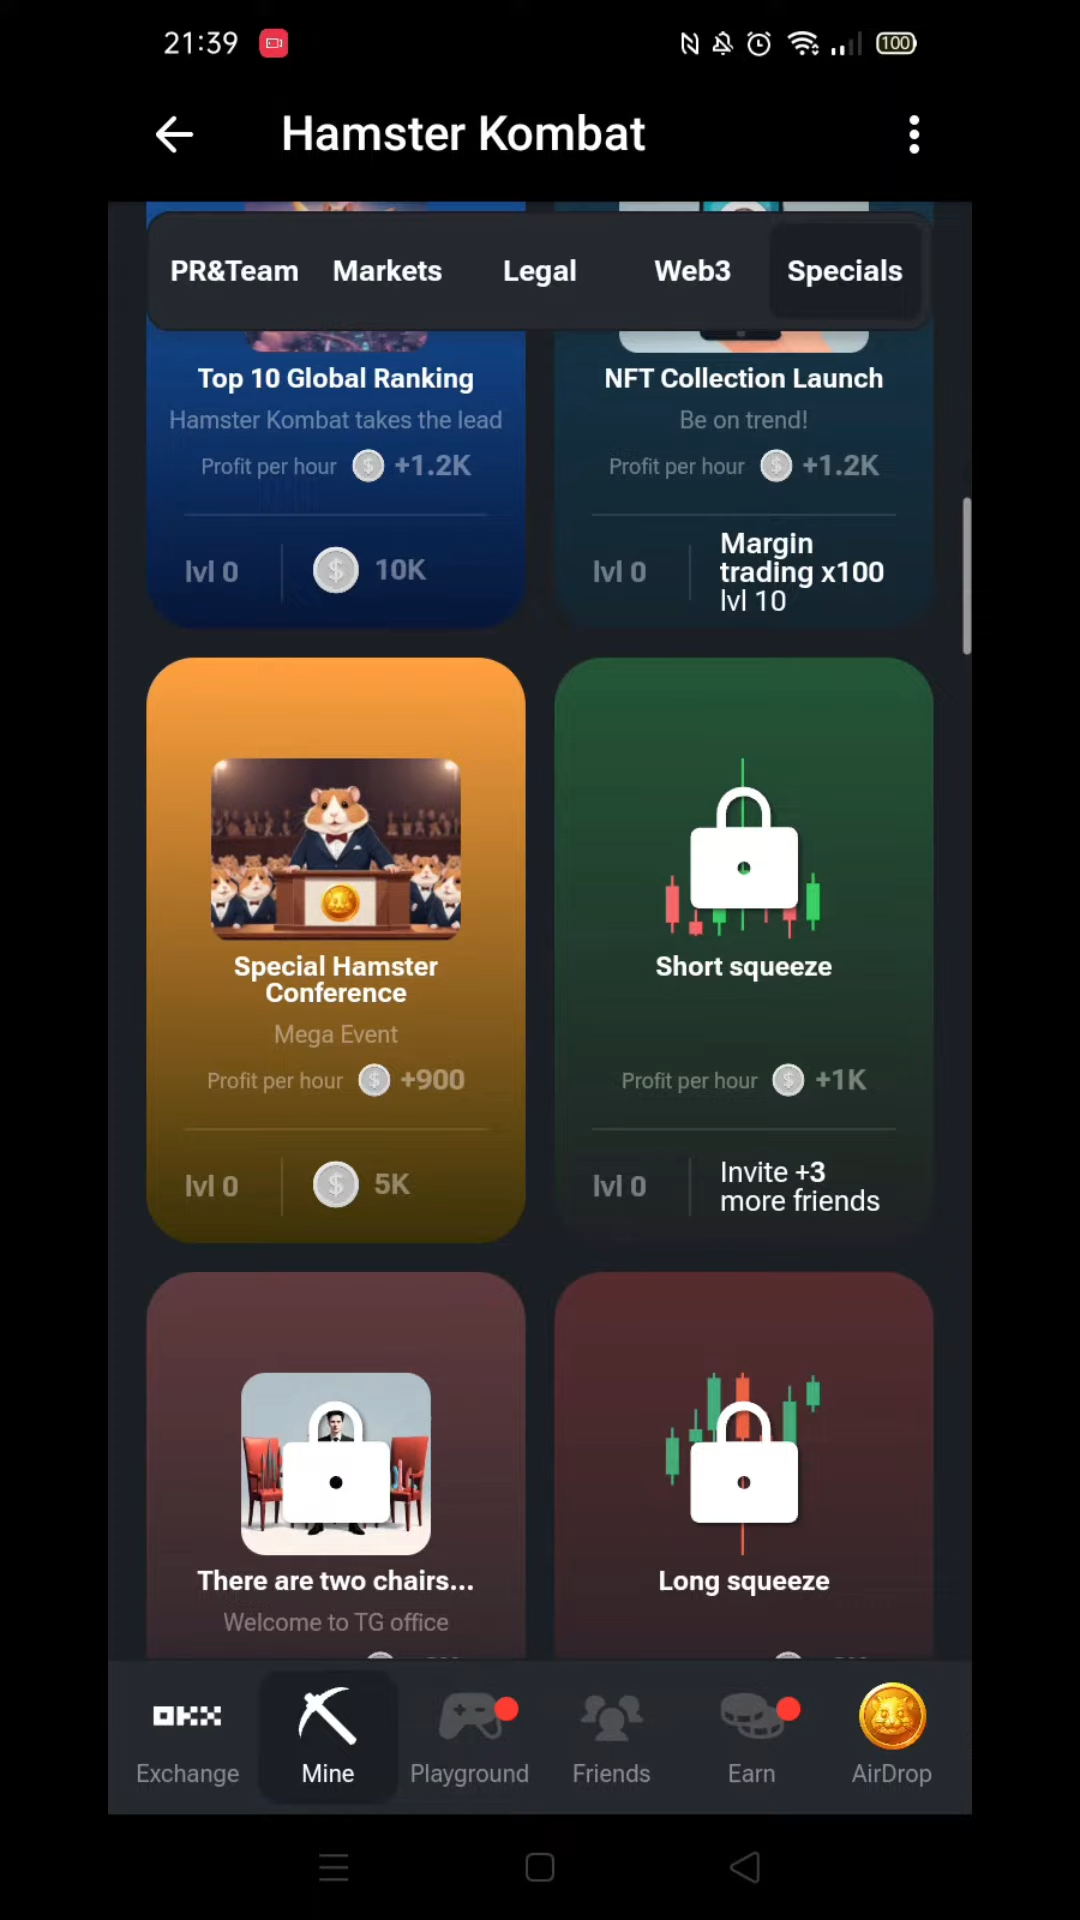 21:39
100
Hamster Kombat
PR&Team
Markets
Legal
Web3
Specials
Top 10 Global Ranking
Hamster Kombat takes the lead
Profit per hour +1.2K
lvl 0
10K
NFT Collection Launch
Be on trend!
Profit per hour +1.2K
lvl 0
Margin
trading x100
lvl 10
Special Hamster
Conference
Mega Event
Profit per hour +900
lvl 0
5K
Short squeeze
Profit per hour +1K
lvl 0
Invite +3
more friends
There are two chairs...
Welcome to TG office
Long squeeze
OKX
Exchange
Mine
Playground
Friends
Earn
AirDrop